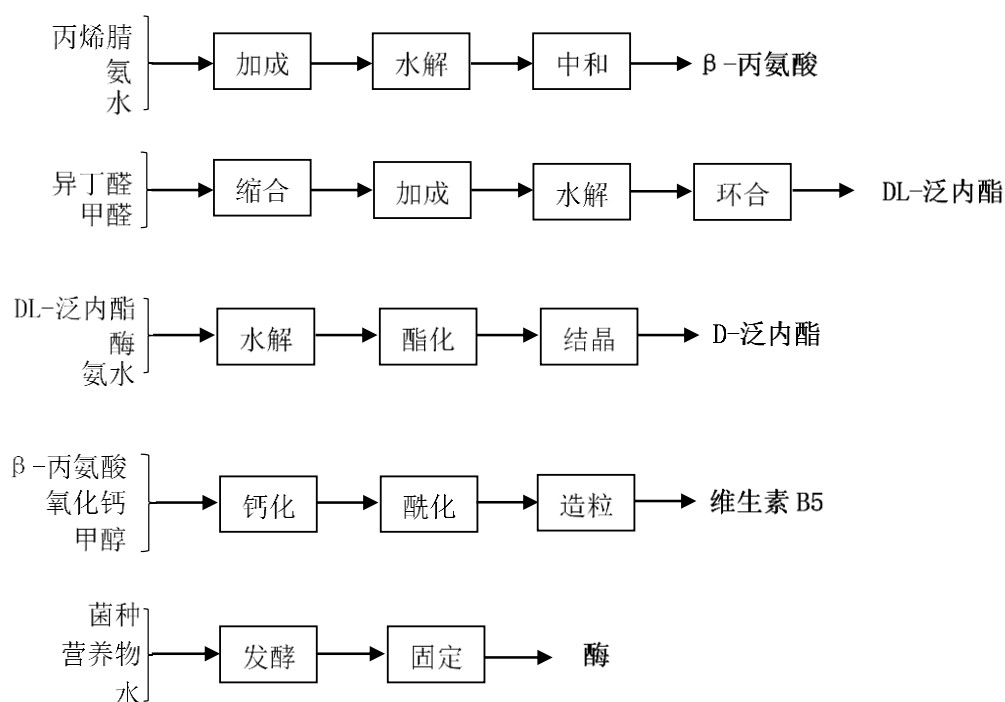 丙烯腈
氨
水
加成
水解
中和
β-丙氨酸
异丁醛
甲醛
缩合
加成
水解
环合
DL-泛内酯
DL-泛内酯
酶
氨水
水解
酯化
结晶
D-泛内酯
β-丙氨酸
氧化钙
甲醇
钙化
酰化
造粒
维生素 B5
菌种
营养物
水
发酵
固定
酶